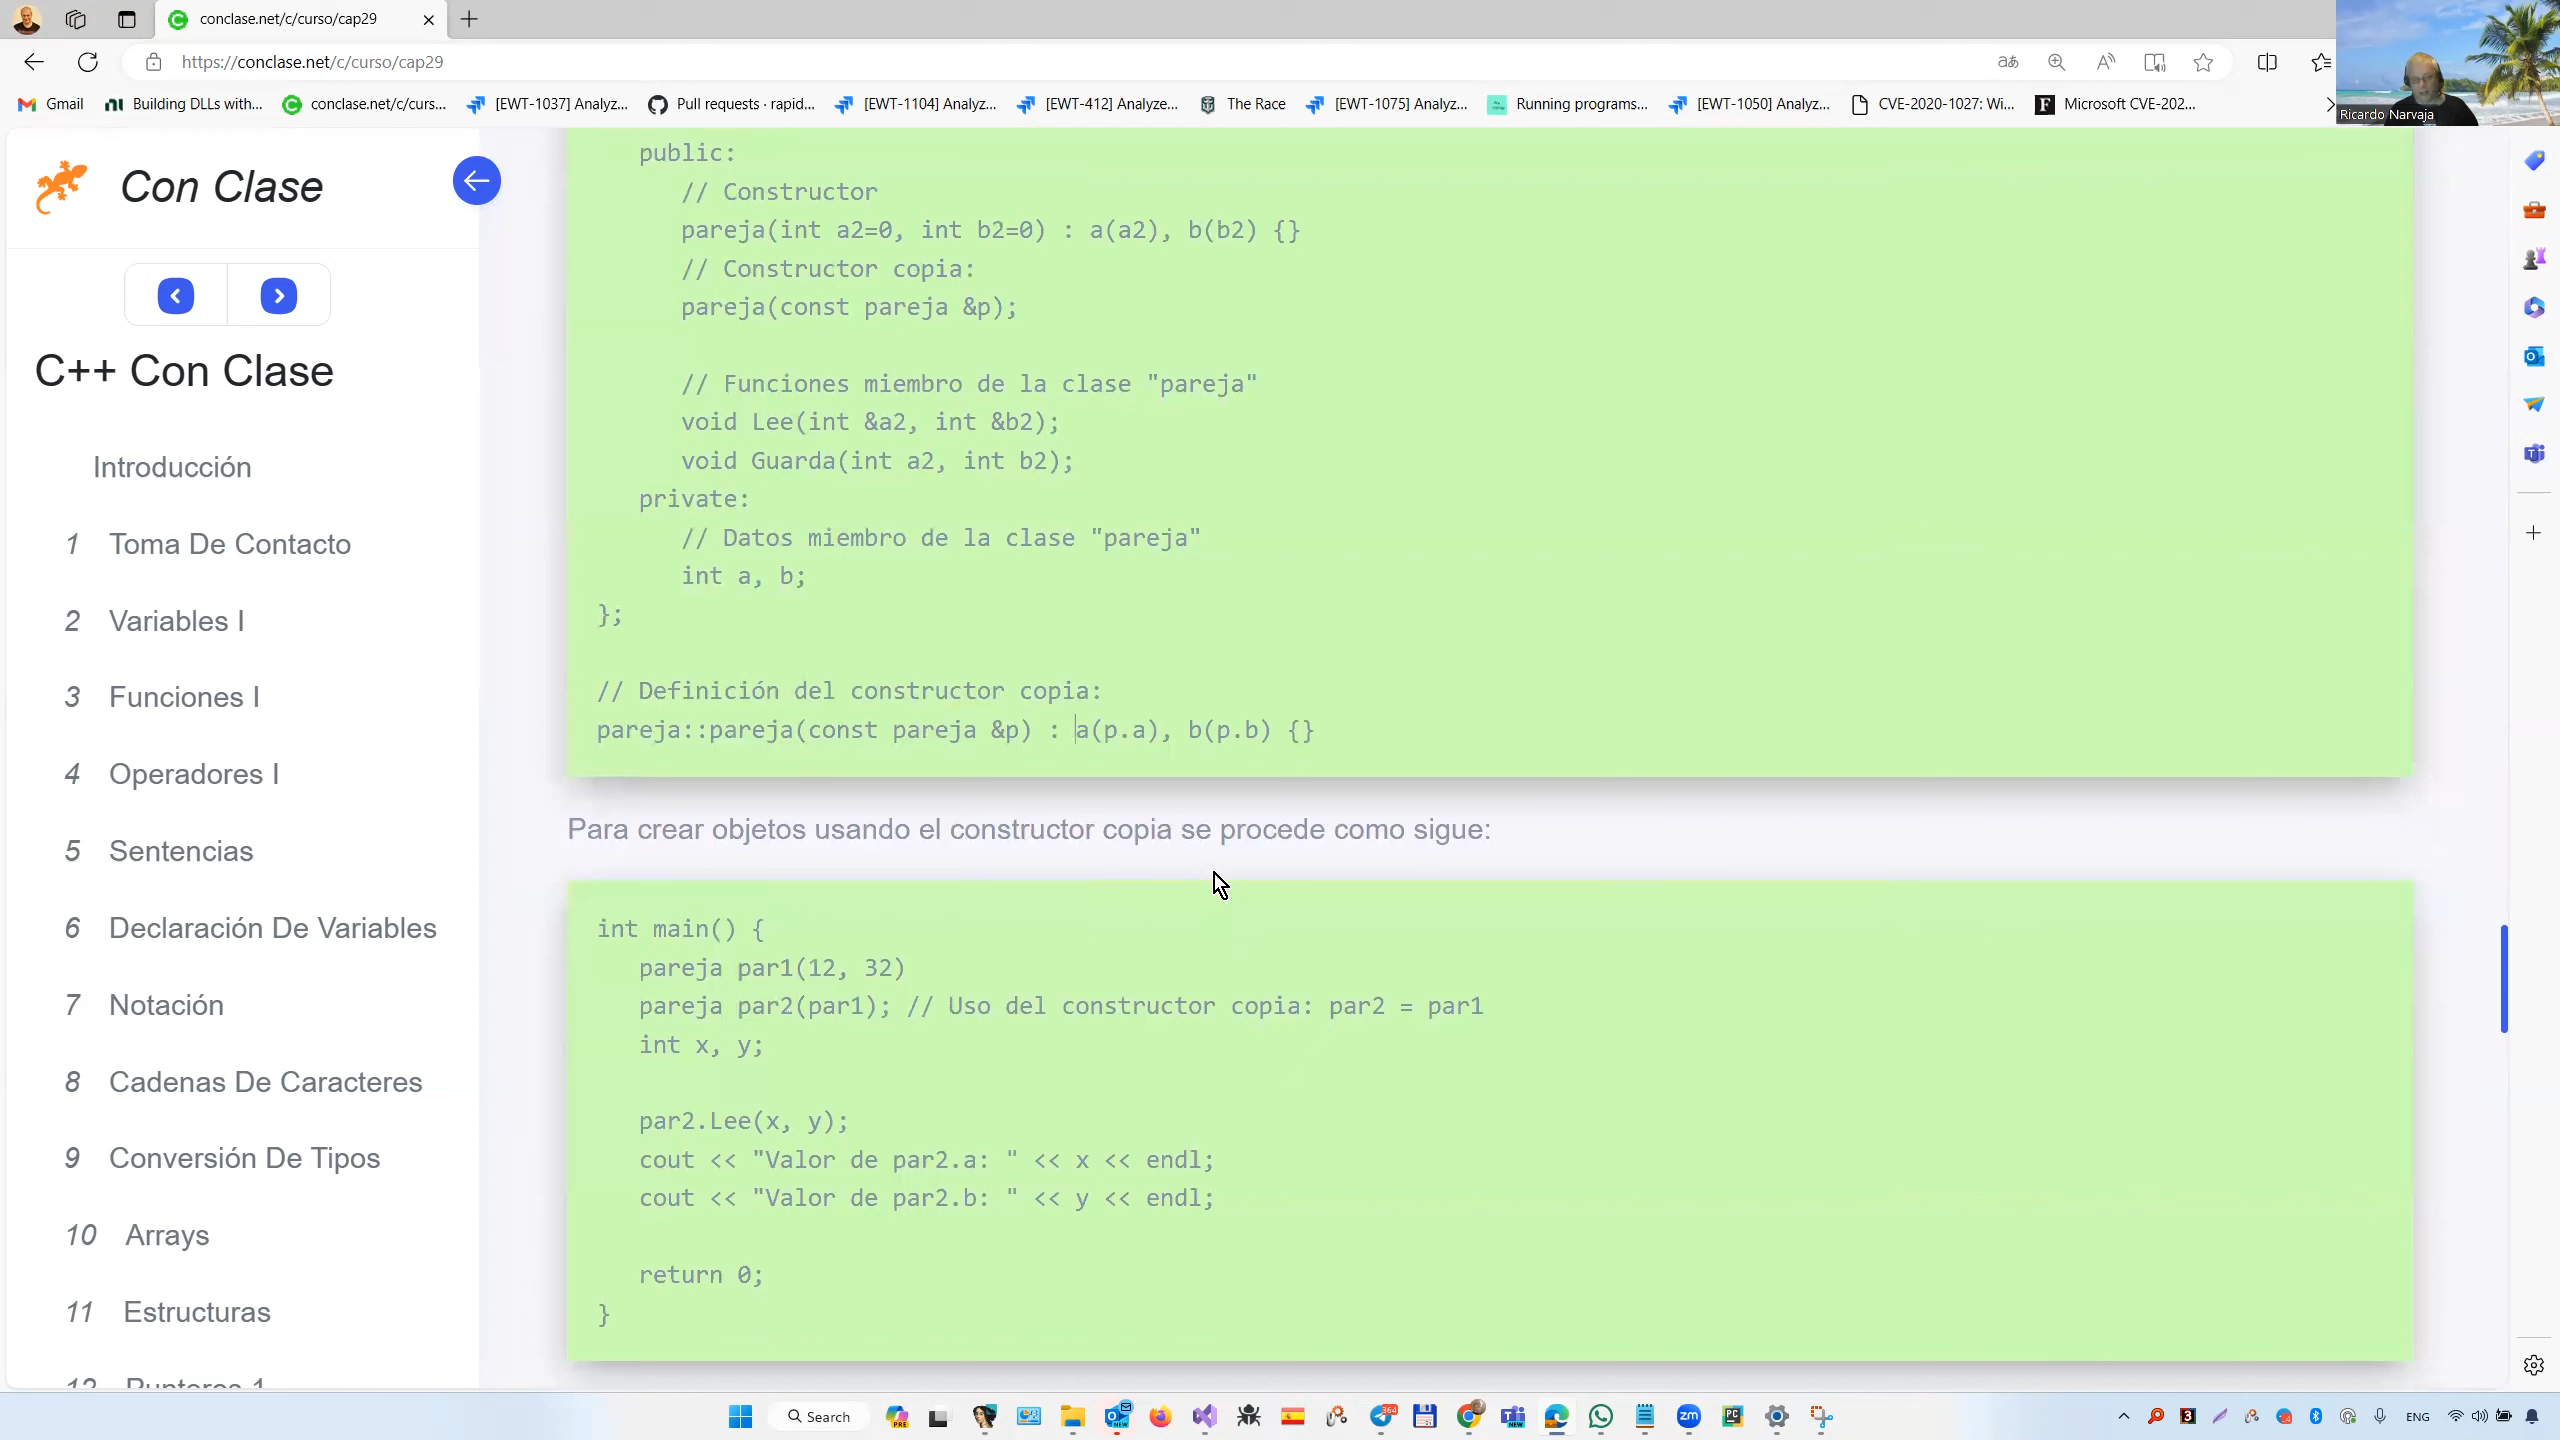 conclase.net/c/curso/cap29
https://conclase.net/c/curso/cap29
Gmail
Building DLLs with...
conclase.net/c/curs...
[EWT-1037] Analyz...
Pull requests · rapid...
[EWT-1104] Analyz...
[EWT-412] Analyze...
The Race
[EWT-1075] Analyz...
Running programs...
[EWT-1050] Analyz...
CVE-2020-1027: Wi...
Microsoft CVE-202...
Ricardo Narvaja
Con Clase
C++ Con Clase
Introducción
1 Toma De Contacto
2 Variables I
3 Funciones I
4 Operadores I
5 Sentencias
6 Declaración De Variables
7 Notación
8 Cadenas De Caracteres
9 Conversión De Tipos
10 Arrays
11 Estructuras
12 Punteros 1
public:
// Constructor
pareja(int a2=0, int b2=0) : a(a2), b(b2) {}
// Constructor copia:
pareja(const pareja &p);
// Funciones miembro de la clase "pareja"
void Lee(int &a2, int &b2);
void Guarda(int a2, int b2);
private:
// Datos miembro de la clase "pareja"
int a, b;
};
// Definición del constructor copia:
pareja::pareja(const pareja &p) : a(p.a), b(p.b) {}
Para crear objetos usando el constructor copia se procede como sigue:
int main() {
pareja par1(12, 32)
pareja par2(par1); // Uso del constructor copia: par2 = par1
int x, y;
par2.Lee(x, y);
cout << "Valor de par2.a: " << x << endl;
cout << "Valor de par2.b: " << y << endl;
return 0;
}
Search
ENG